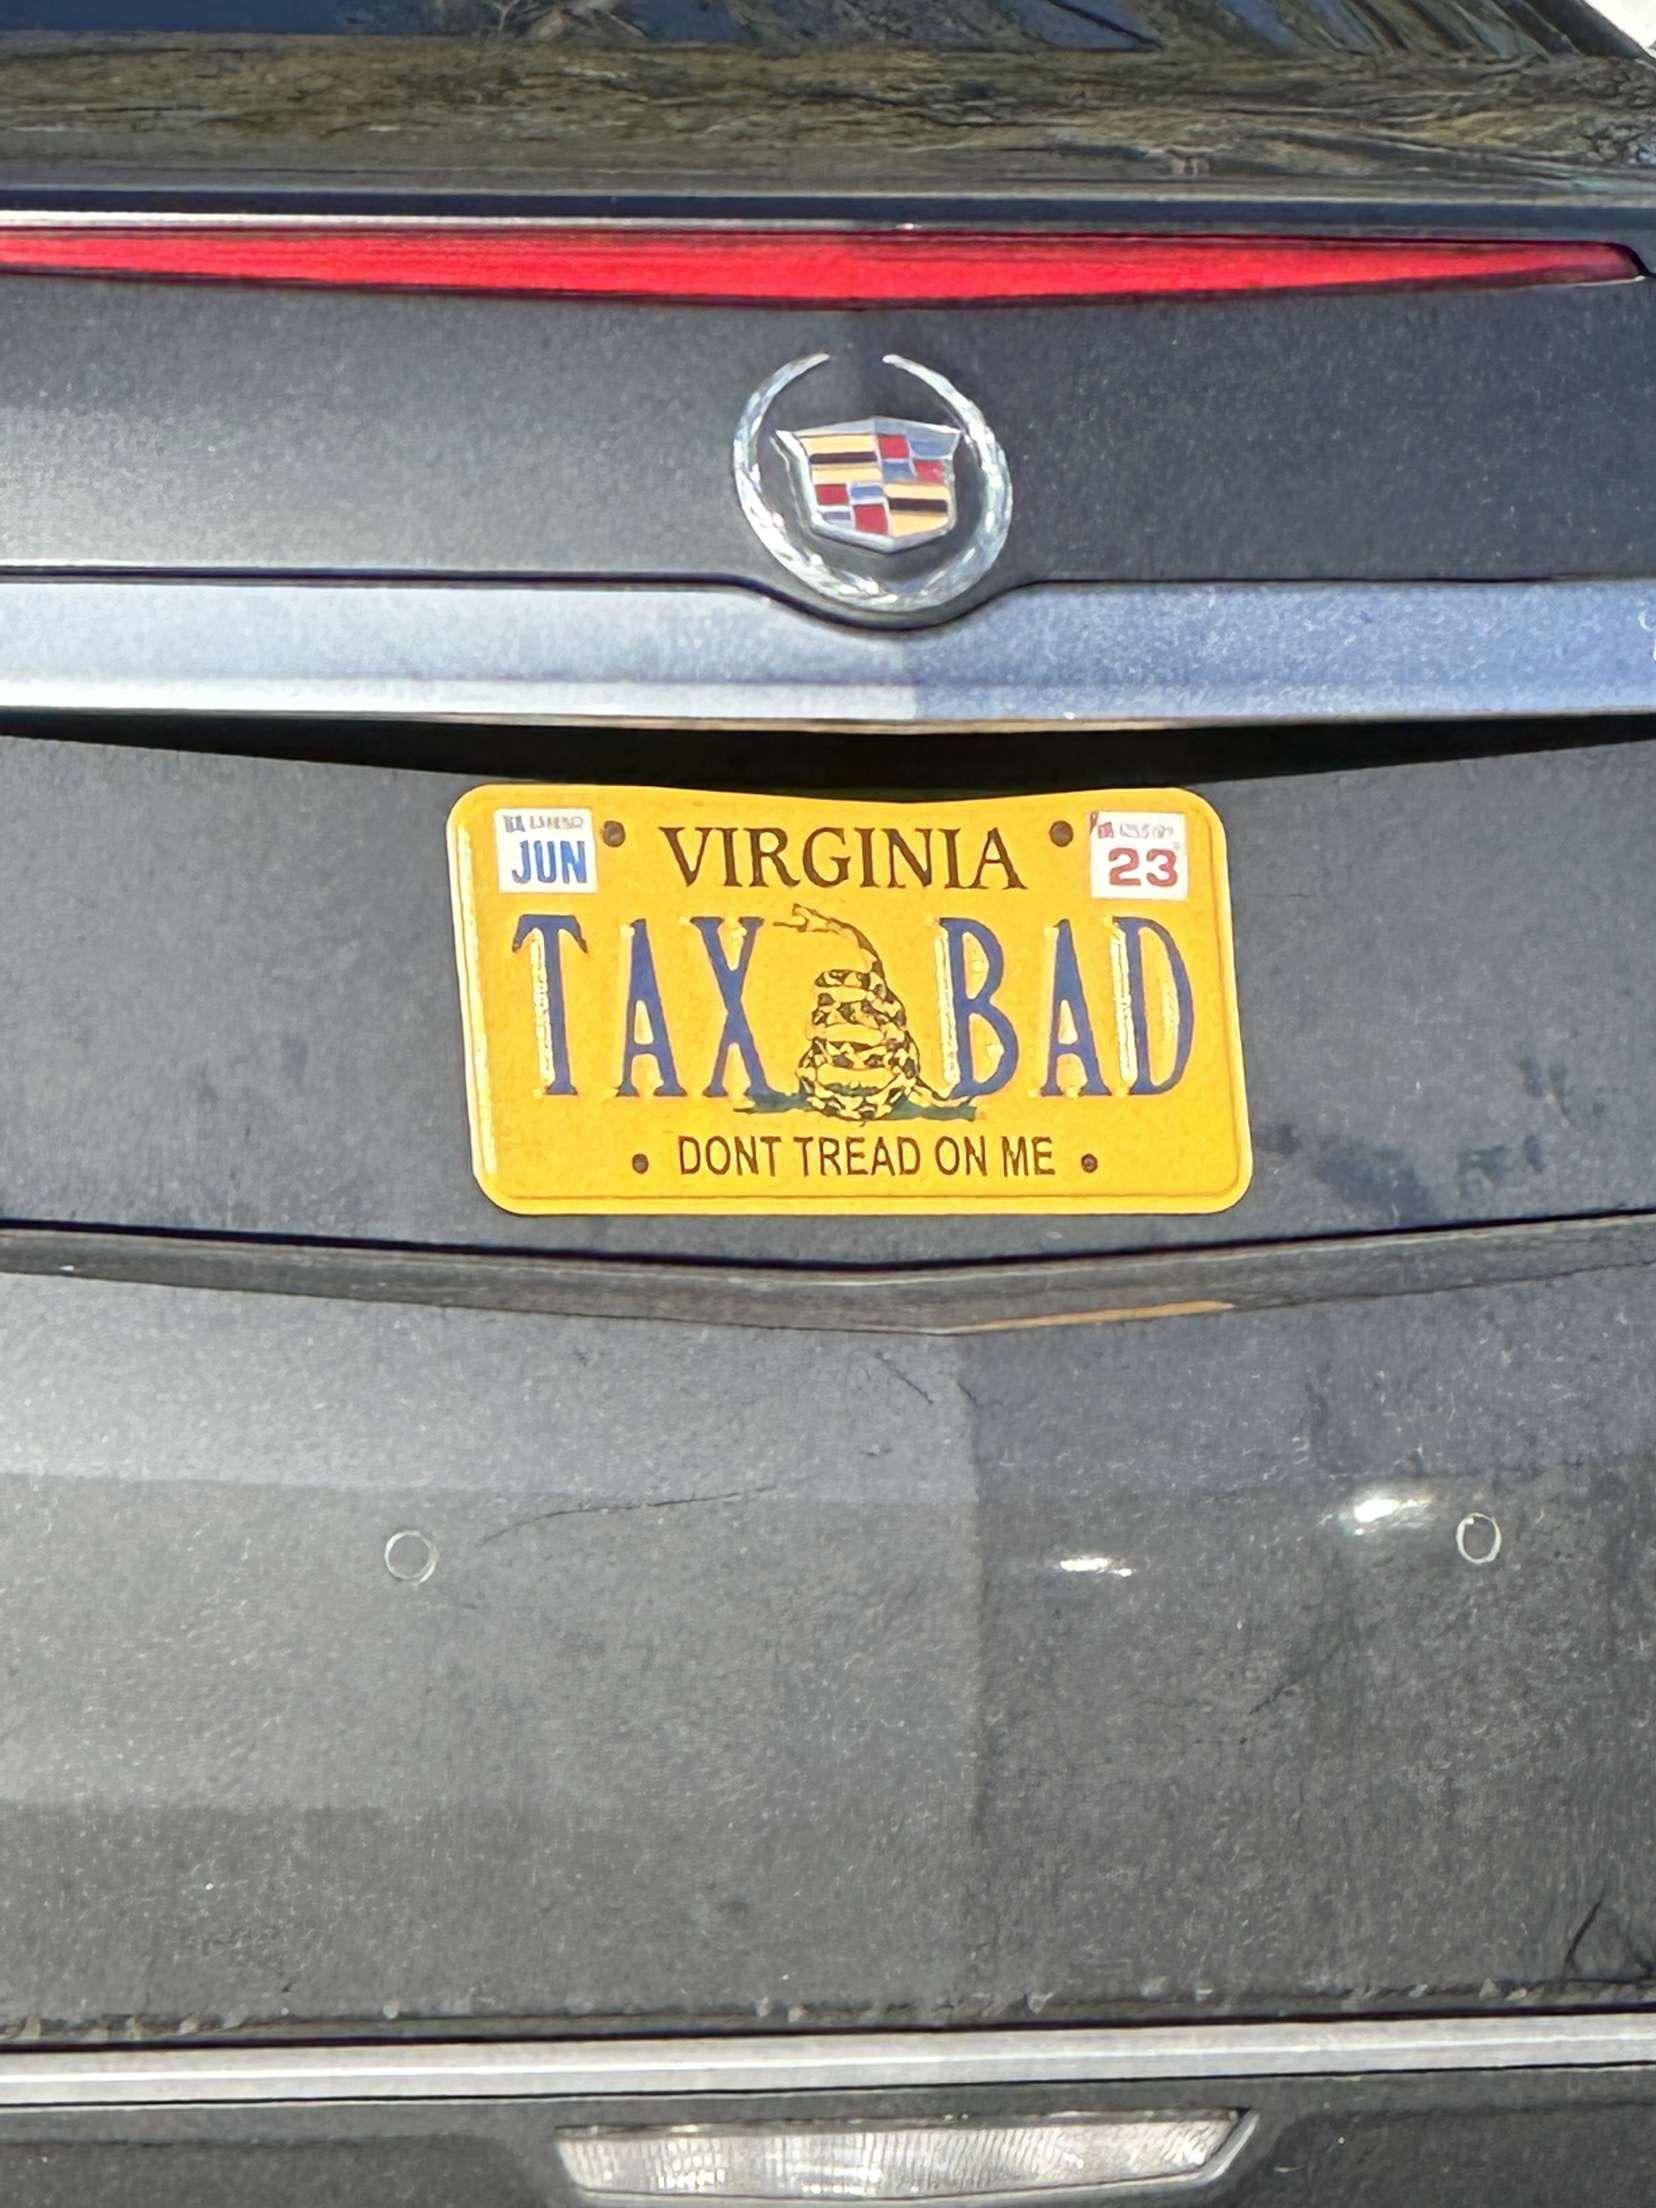 JUN
VIRGINIA
23
TAX BAD
DONT TREAD ON ME